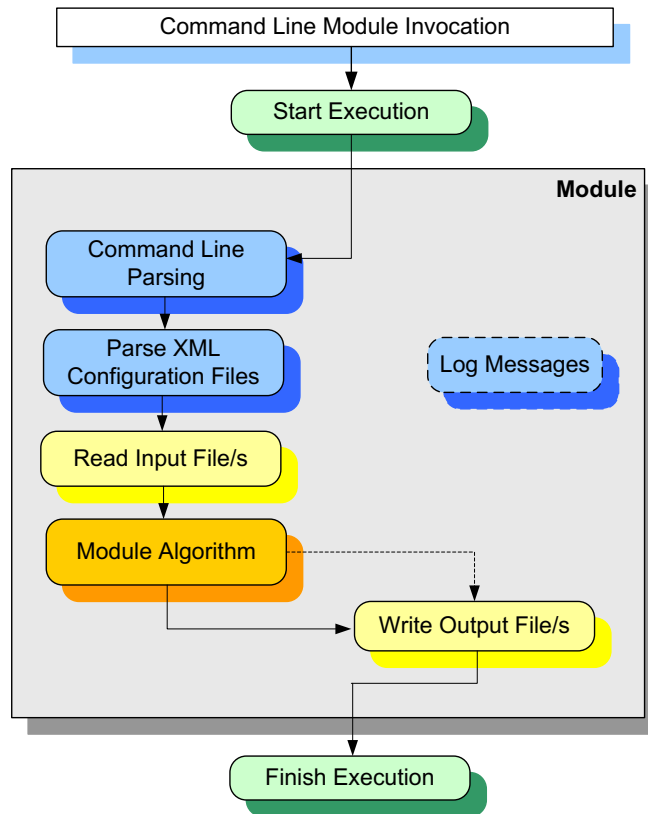 Command Line Module Invocation
Start Execution
Module
Command Line
Parsing
Parse XML
Configuration Files
Log Messages
Read Input File/s
Module Algorithm
Write Output File/s
Finish Execution